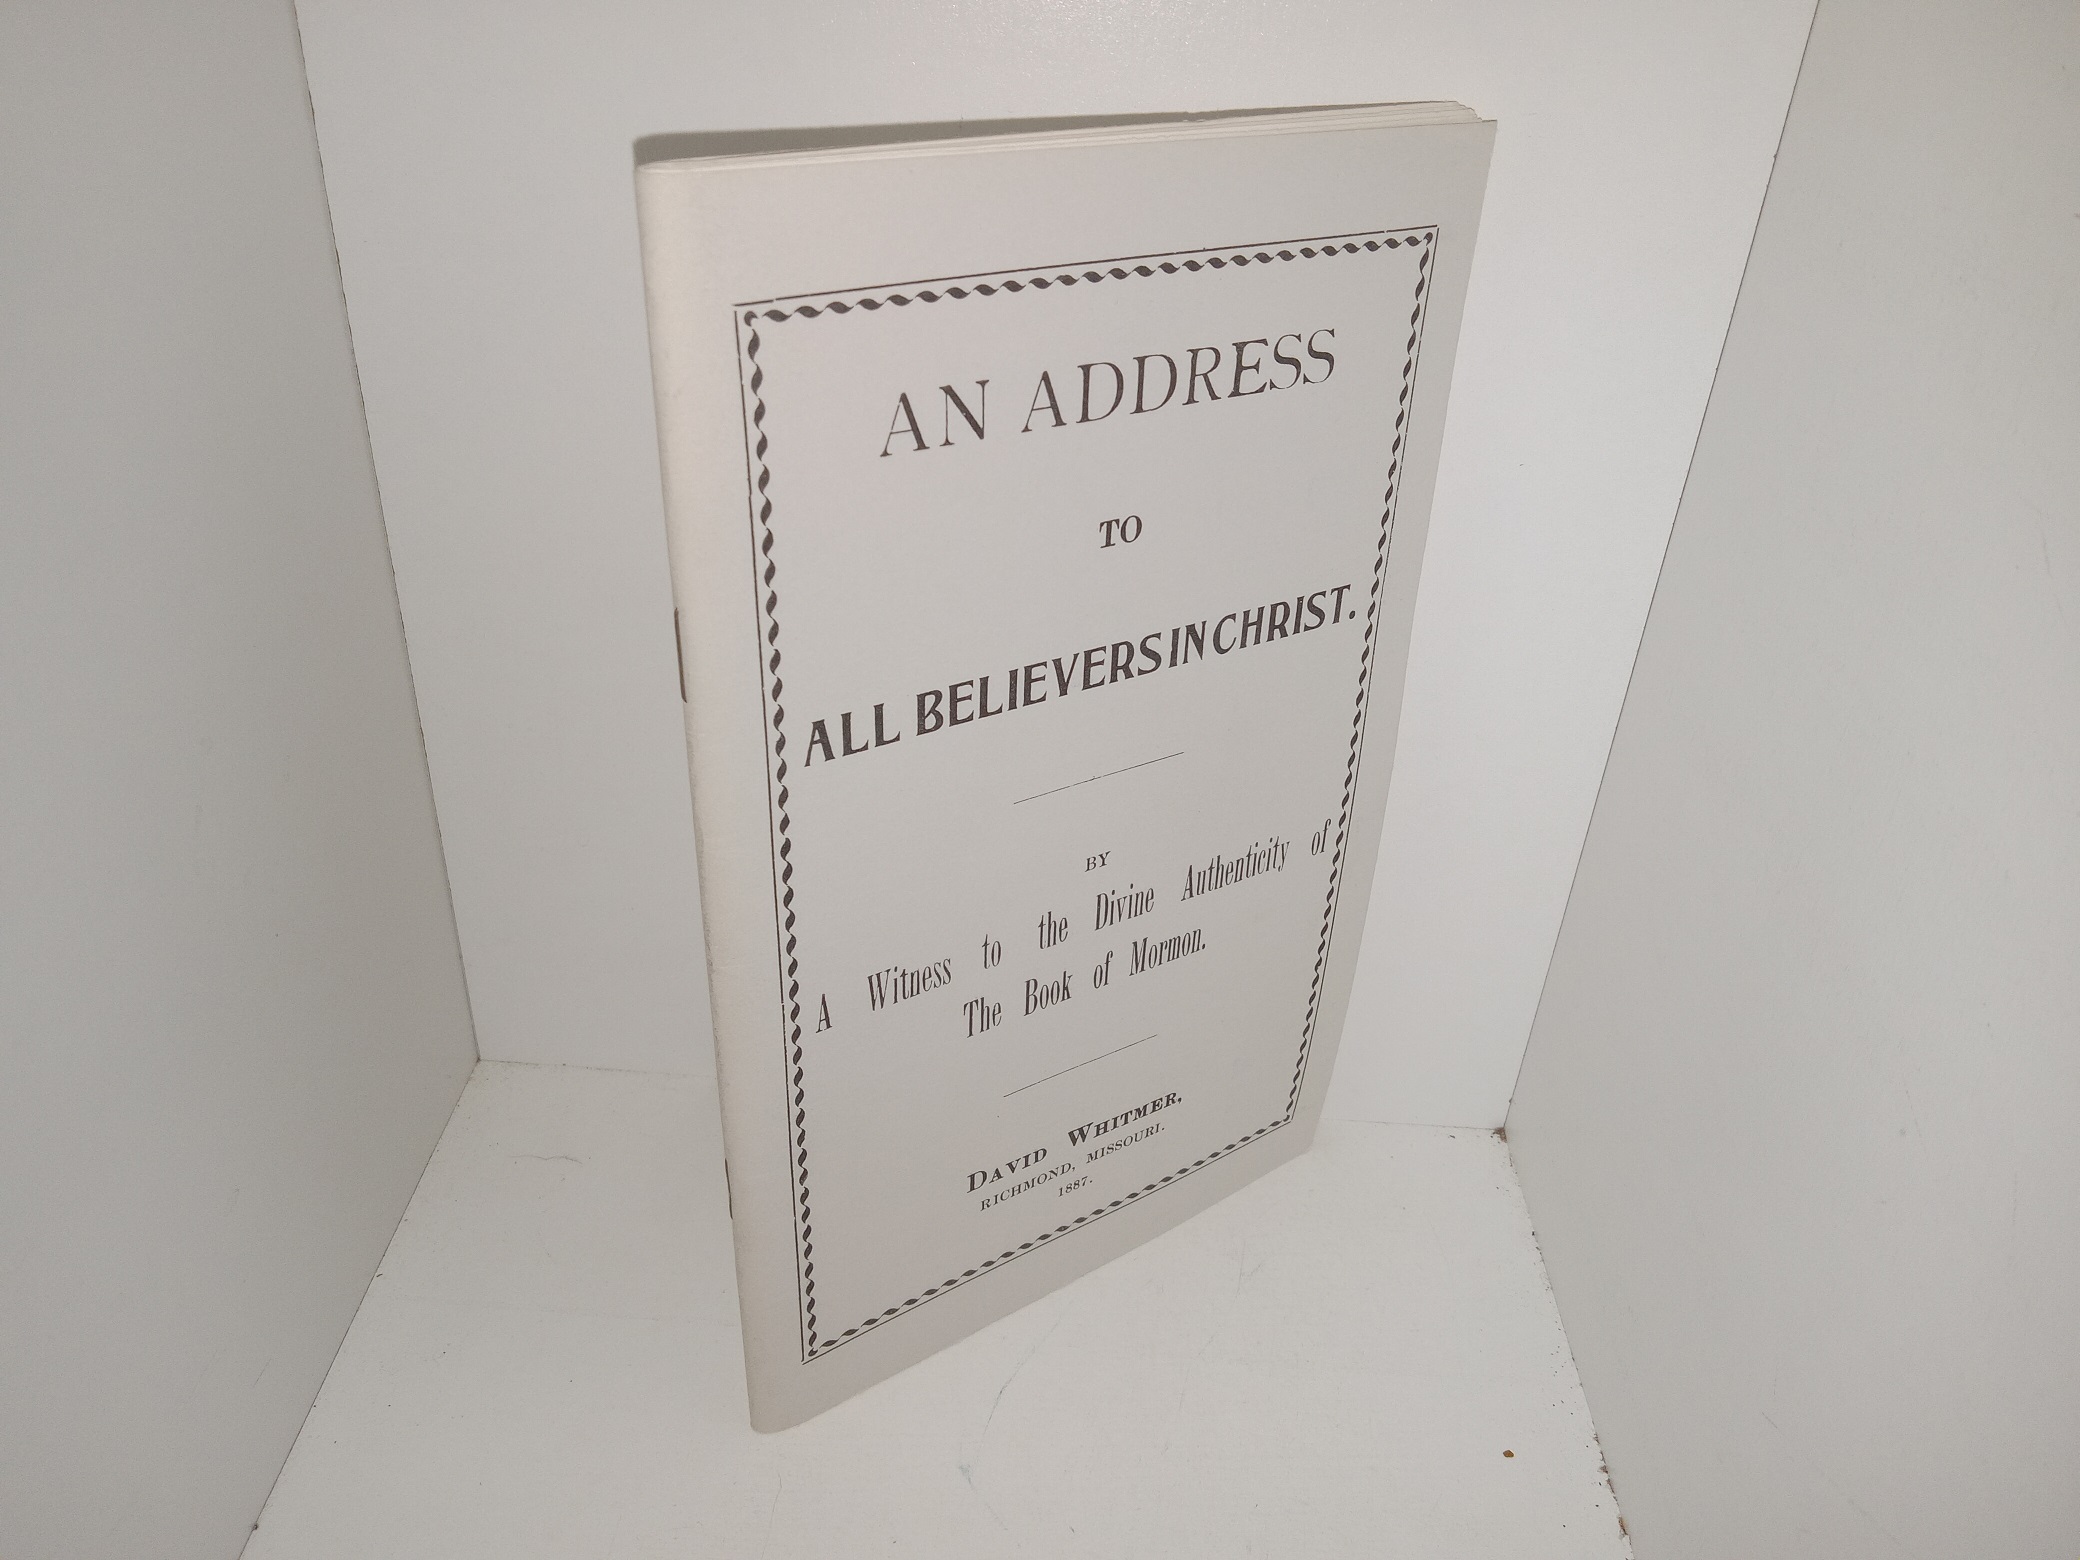 AN ADDRESS
TO
ALL BELIEVERS IN CHRIST.
BY
A Witness to the Divine Authenticity of
The Book of Mormon.
DAVID WHITMER,
RICHMOND, MISSOURI.
1887.